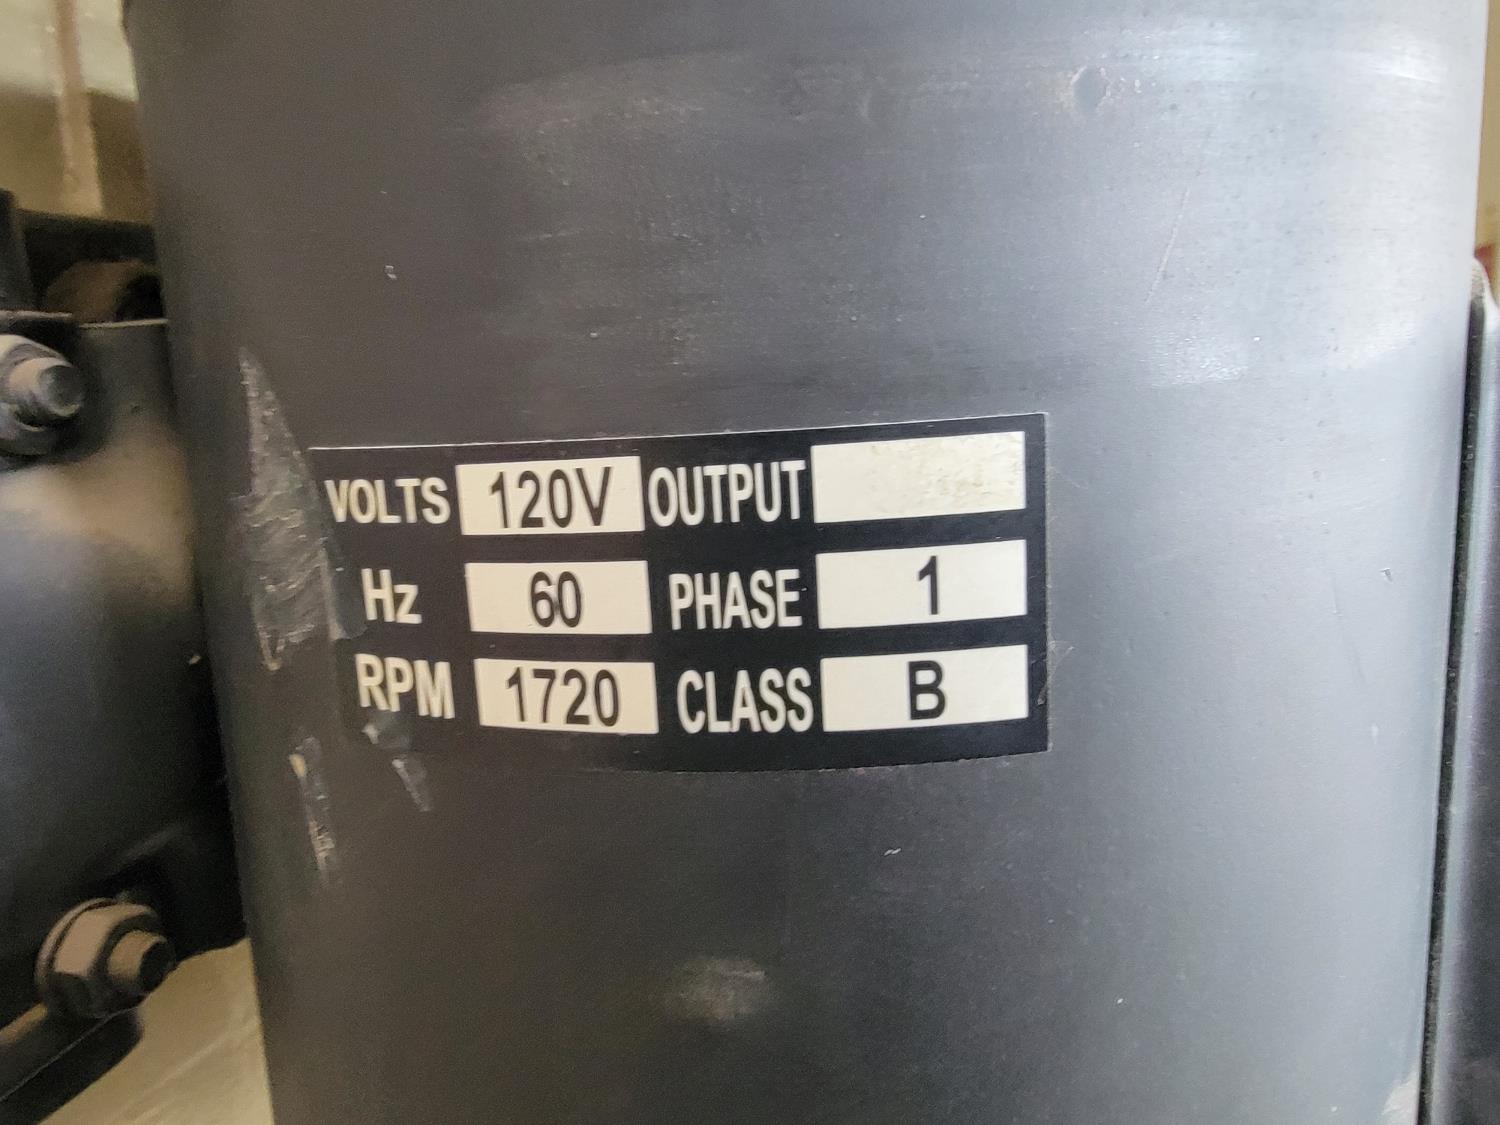 VOLTS 120V OUTPUT
Hz 60 PHASE 1
RPM 1720 CLASS B